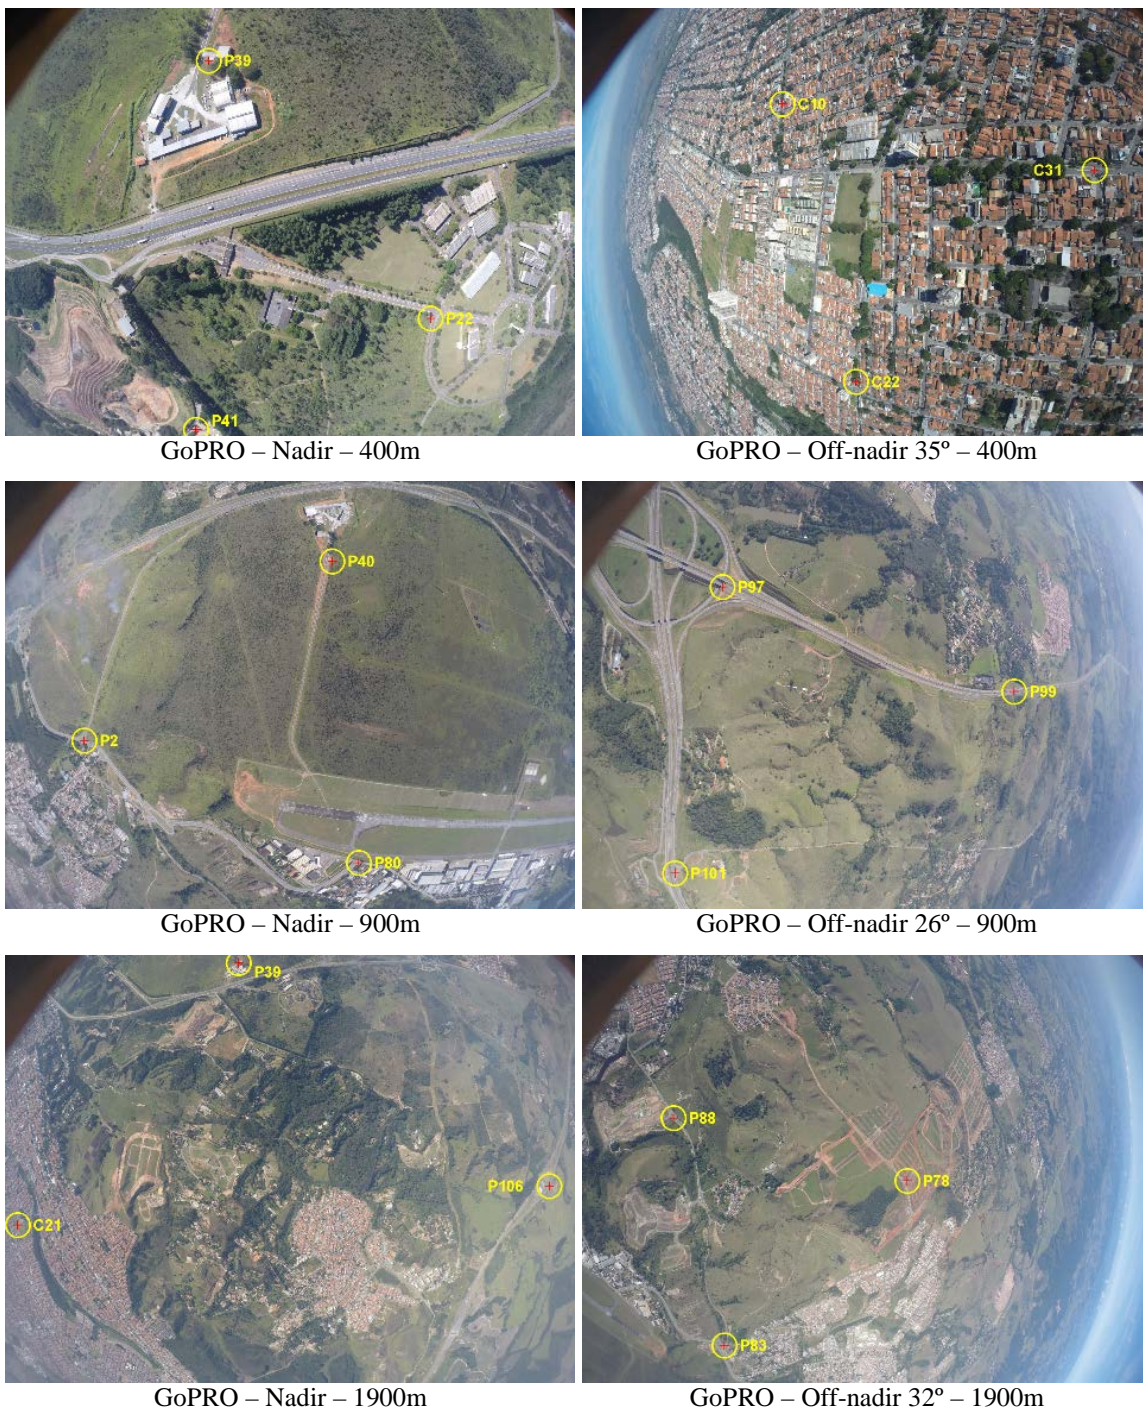 P39
P22
P41
GoPRO – Nadir – 400m
C10
C31
C22
GoPRO – Off-nadir 35º – 400m
P40
P2
P80
GoPRO – Nadir – 900m
P97
P99
P101
GoPRO – Off-nadir 26º – 900m
P39
P106
C21
GoPRO – Nadir – 1900m
P88
P78
P83
GoPRO – Off-nadir 32º – 1900m